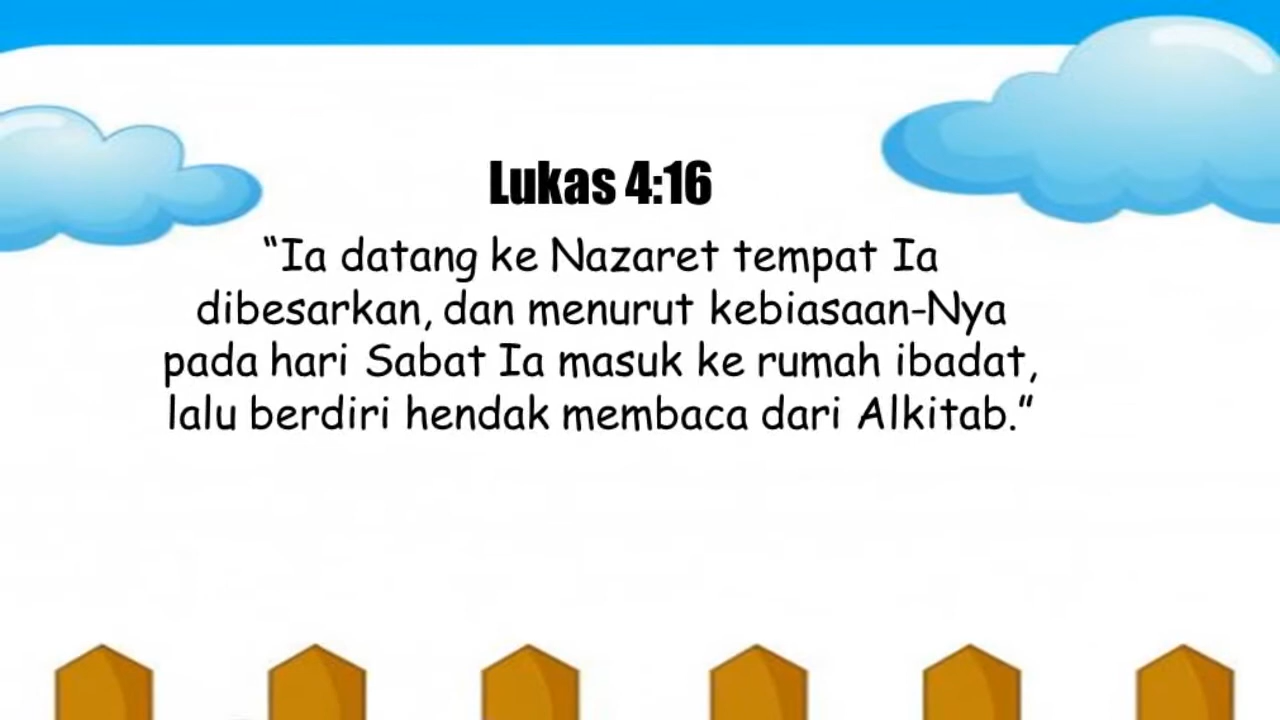 Lukas 4:16
“Ia datang ke Nazaret tempat Ia
dibesarkan, dan menurut kebiasaan-Nya
pada hari Sabat Ia masuk ke rumah ibadat,
lalu berdiri hendak membaca dari Alkitab.”